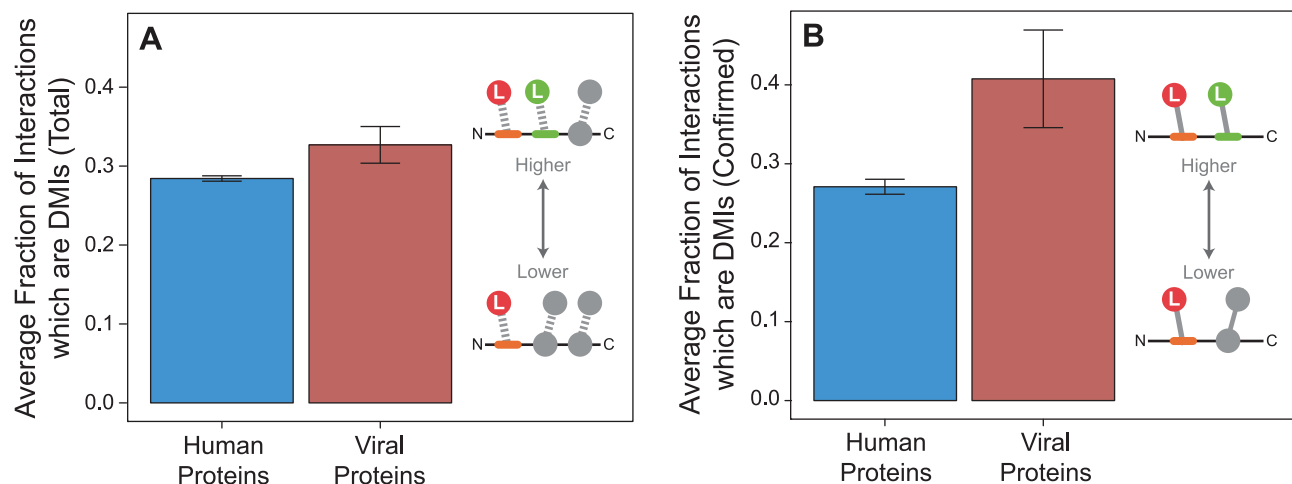 A
Average Fraction of Interactions
which are DMIs (Total)
0.4
0.3
0.2
0.1
0.0
L
L
N
C
Higher
Lower
L
N
C
Human
Proteins
Viral
Proteins
B
Average Fraction of Interactions
which are DMIs (Confirmed)
0.4
0.3
0.2
0.1
0.0
L
L
N
C
Higher
Lower
L
N
C
Human
Proteins
Viral
Proteins